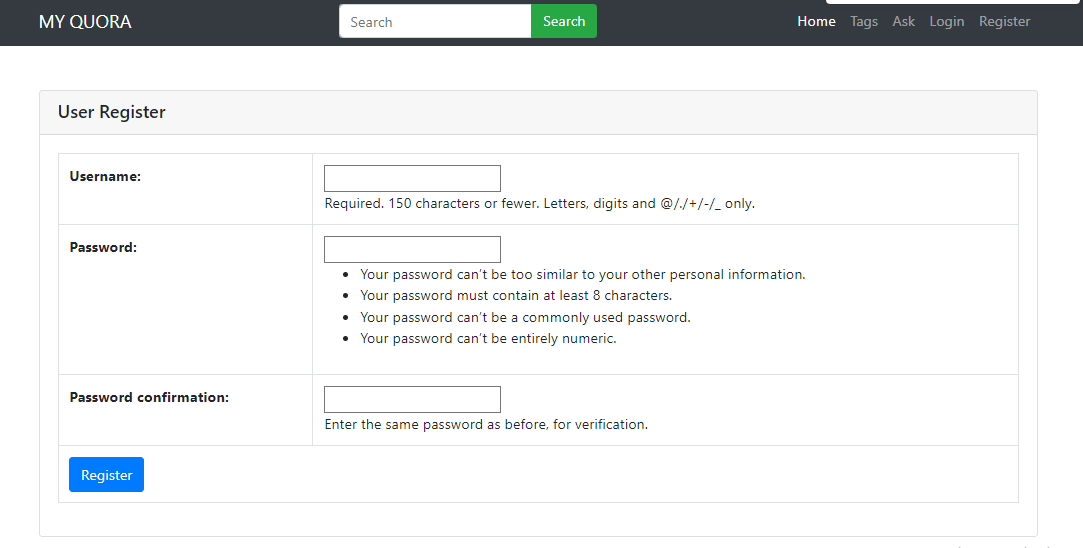 MY QUORA
Search
Search
Home Tags Ask Login Register
User Register
Username:
Required. 150 characters or fewer. Letters, digits and @/./+/-/_ only.
Password:
Your password can't be too similar to your other personal information.
Your password must contain at least 8 characters.
Your password can't be a commonly used password.
Your password can't be entirely numeric.
Password confirmation:
Enter the same password as before, for verification.
Register